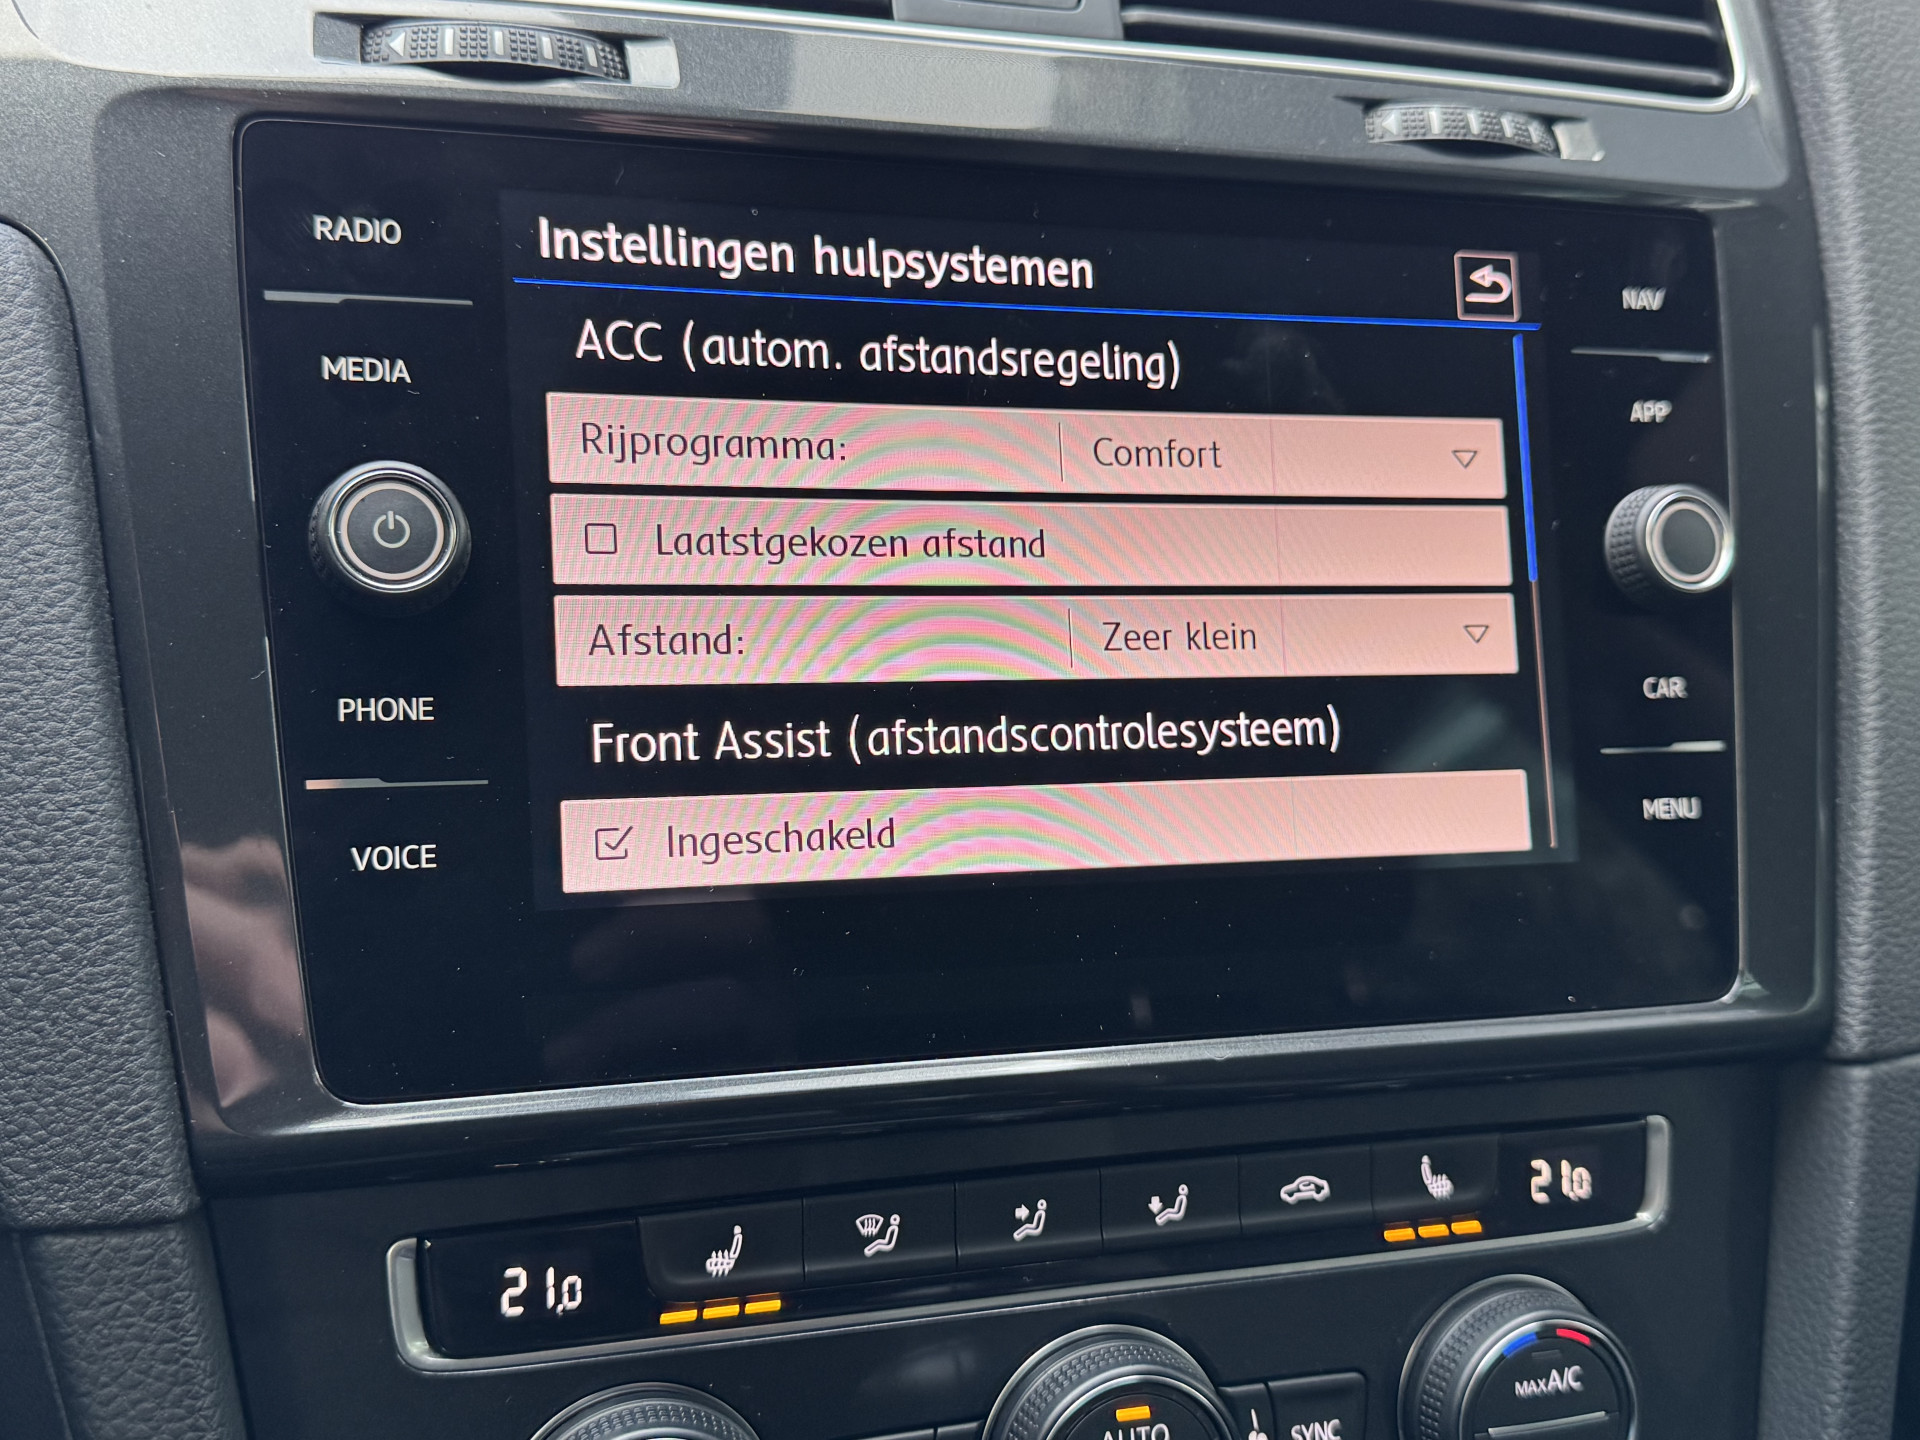 RADIO
MEDIA
PHONE
VOICE
Instellingen hulpsystemen
ACC (autom. afstandsregeling)
Rijprogramma: Comfort
Laatstgekozen afstand
Afstand: Zeer klein
Front Assist (afstandscontrolesysteem)
Ingeschakeld
NAV
APP
CAR
MENU
21,0
21,0
AUTO
SYNC
MAX A/C